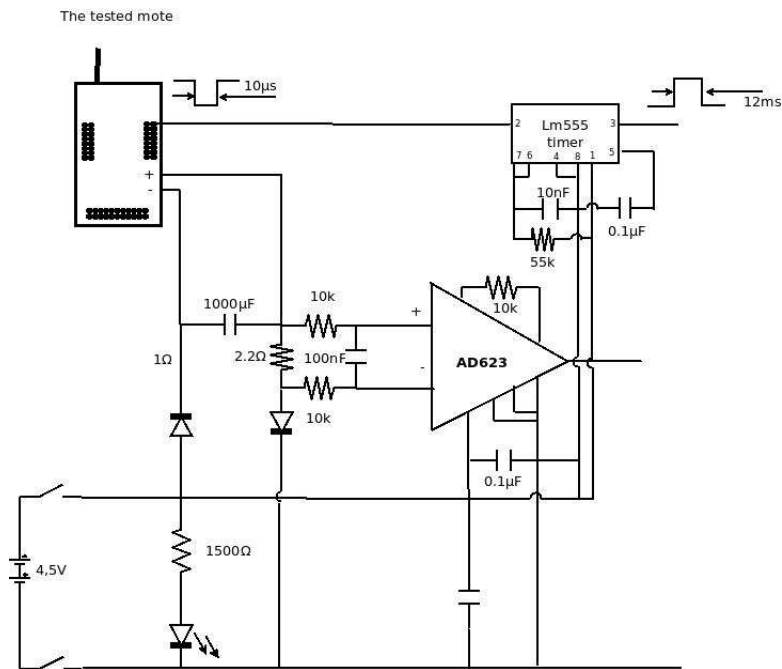 The tested mote
10µs
12ms
2
Lm555
timer
3
5
7 6 4 8 1
10nF
0.1µF
55k
+
-
1000µF
10k
10k
1Ω
2.2Ω
100nF
+
-
AD623
10k
0.1µF
1500Ω
4,5V